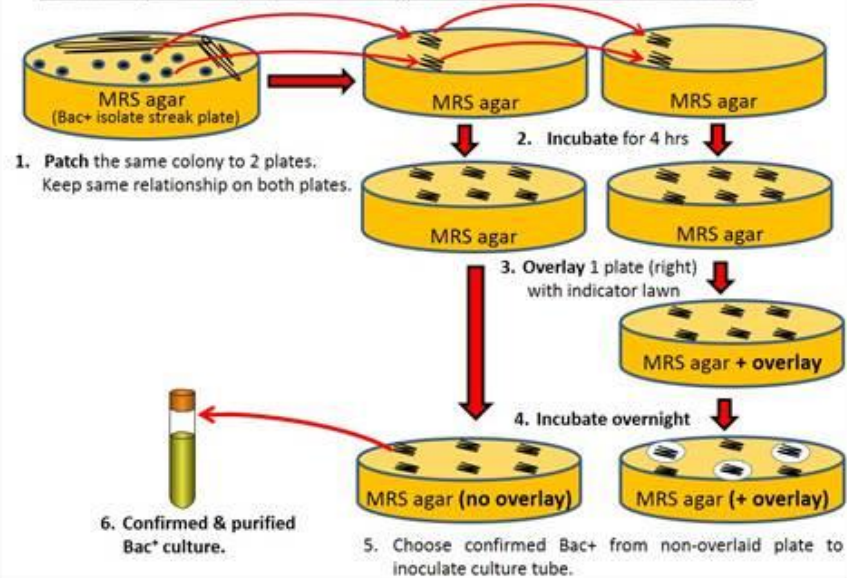 MRS agar
(Bac+ isolate streak plate)
MRS agar
MRS agar
1. Patch the same colony to 2 plates.
Keep same relationship on both plates.
2. Incubate for 4 hrs
MRS agar
MRS agar
3. Overlay 1 plate (right)
with indicator lawn
MRS agar + overlay
4. Incubate overnight
MRS agar (no overlay)
MRS agar (+ overlay)
6. Confirmed & purified
Bac⁺ culture.
5. Choose confirmed Bac+ from non-overlaid plate to
inoculate culture tube.